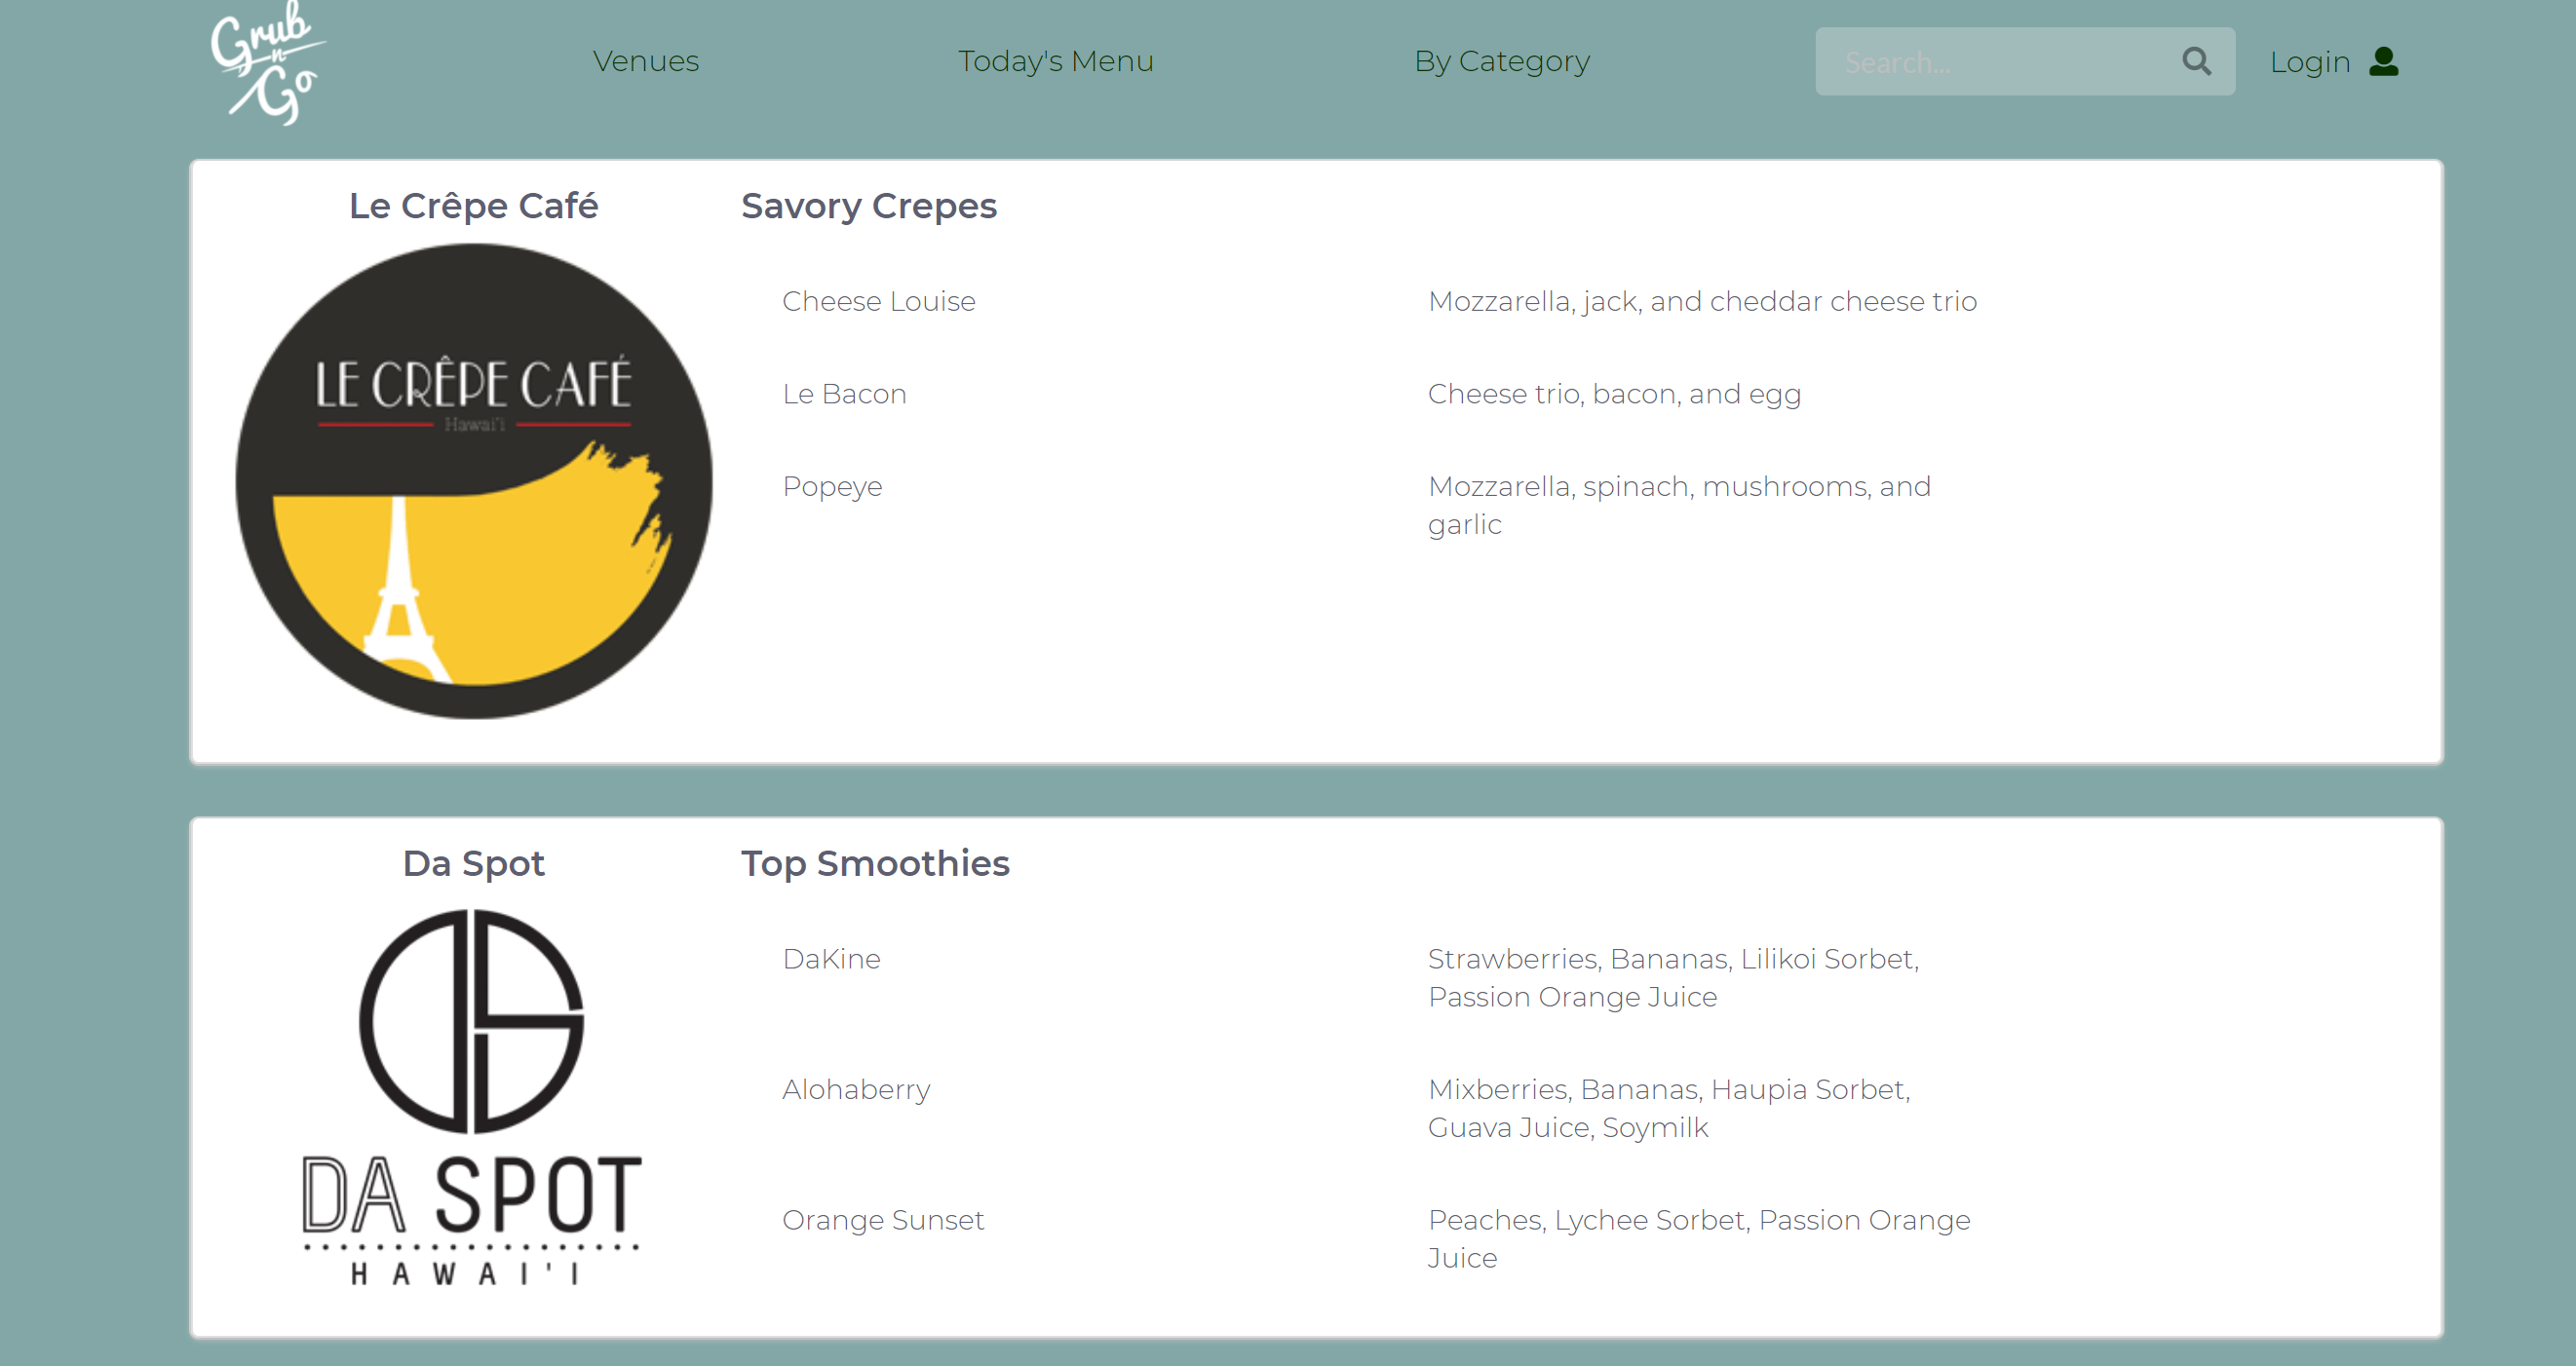 Grub
n
Go
Venues
Today's Menu
By Category
Search...
Login
Le Crêpe Café
Savory Crepes
LE CRÊPE CAFÉ
Hawai'i
Cheese Louise
Mozzarella, jack, and cheddar cheese trio
Le Bacon
Cheese trio, bacon, and egg
Popeye
Mozzarella, spinach, mushrooms, and
garlic
Da Spot
Top Smoothies
DS
DA SPOT
HAWAI'I
DaKine
Strawberries, Bananas, Lilikoi Sorbet,
Passion Orange Juice
Alohaberry
Mixberries, Bananas, Haupia Sorbet,
Guava Juice, Soymilk
Orange Sunset
Peaches, Lychee Sorbet, Passion Orange
Juice